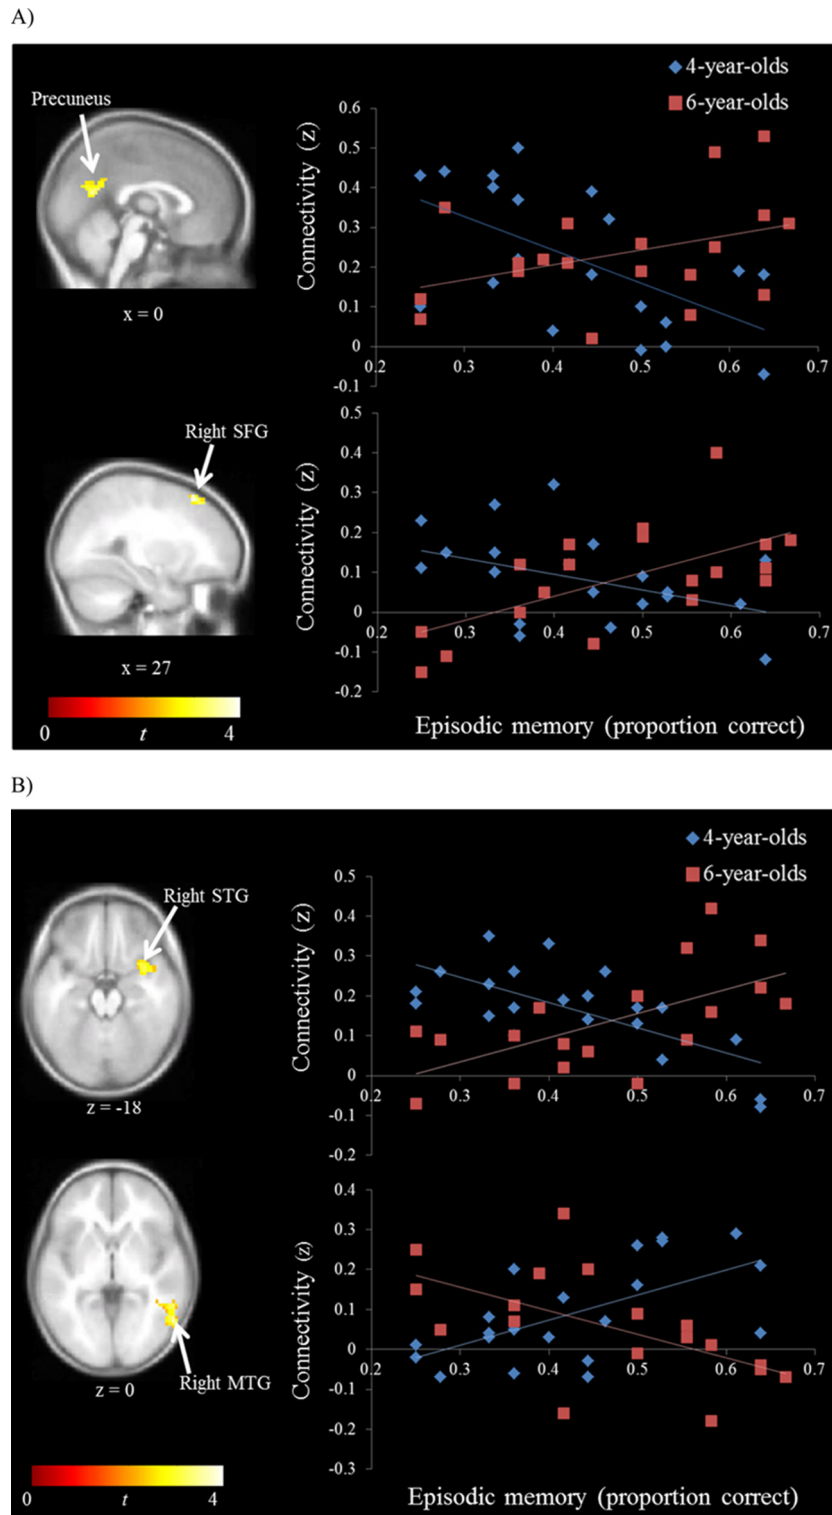 A)
4-year-olds
6-year-olds
Precuneus
x = 0
Connectivity (z)
0.6
0.5
0.4
0.3
0.2
0.1
0
-0.1
0.2 0.3 0.4 0.5 0.6 0.7
Right SFG
x = 27
0 t 4
Connectivity (z)
0.5
0.4
0.3
0.2
0.1
0
-0.1
-0.2
0.2 0.3 0.4 0.5 0.6 0.7
Episodic memory (proportion correct)
B)
4-year-olds
6-year-olds
Right STG
z = -18
Connectivity (z)
0.5
0.4
0.3
0.2
0.1
0
-0.1
-0.2
0.2 0.3 0.4 0.5 0.6 0.7
Right MTG
z = 0
0 t 4
Connectivity (z)
0.4
0.3
0.2
0.1
0
-0.1
-0.2
-0.3
0.2 0.3 0.4 0.5 0.6 0.7
Episodic memory (proportion correct)